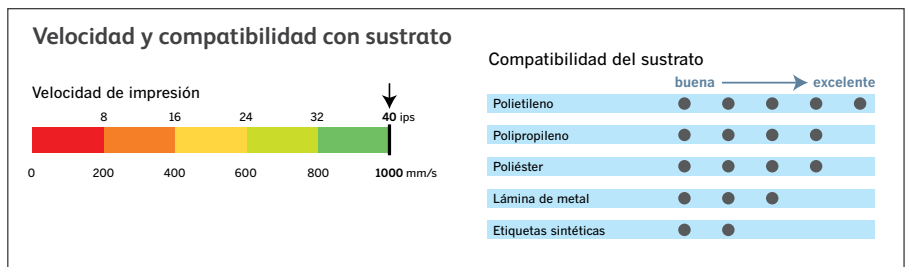 Velocidad y compatibilidad con sustrato
Velocidad de impresión
8 16 24 32 40 ips
0 200 400 600 800 1000 mm/s
Compatibilidad del sustrato
buena excelente
Polietileno
Polipropileno
Poliéster
Lámina de metal
Etiquetas sintéticas